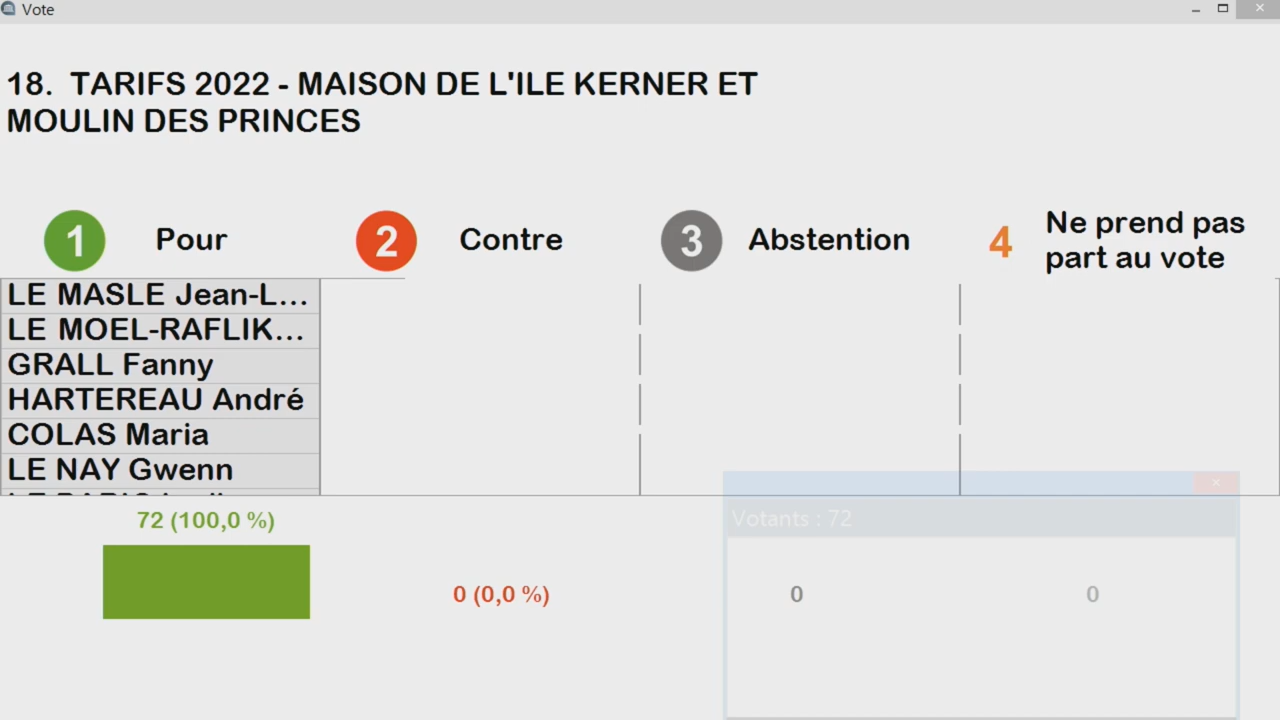 Vote
18. TARIFS 2022 - MAISON DE L'ILE KERNER ET
MOULIN DES PRINCES
1 Pour
2 Contre
3 Abstention
4 Ne prend pas
part au vote
LE MASLE Jean-L...
LE MOEL-RAFLIK...
GRALL Fanny
HARTEREAU André
COLAS Maria
LE NAY Gwenn
72 (100,0 %)
Votants : 72
0 (0,0 %)
0
0